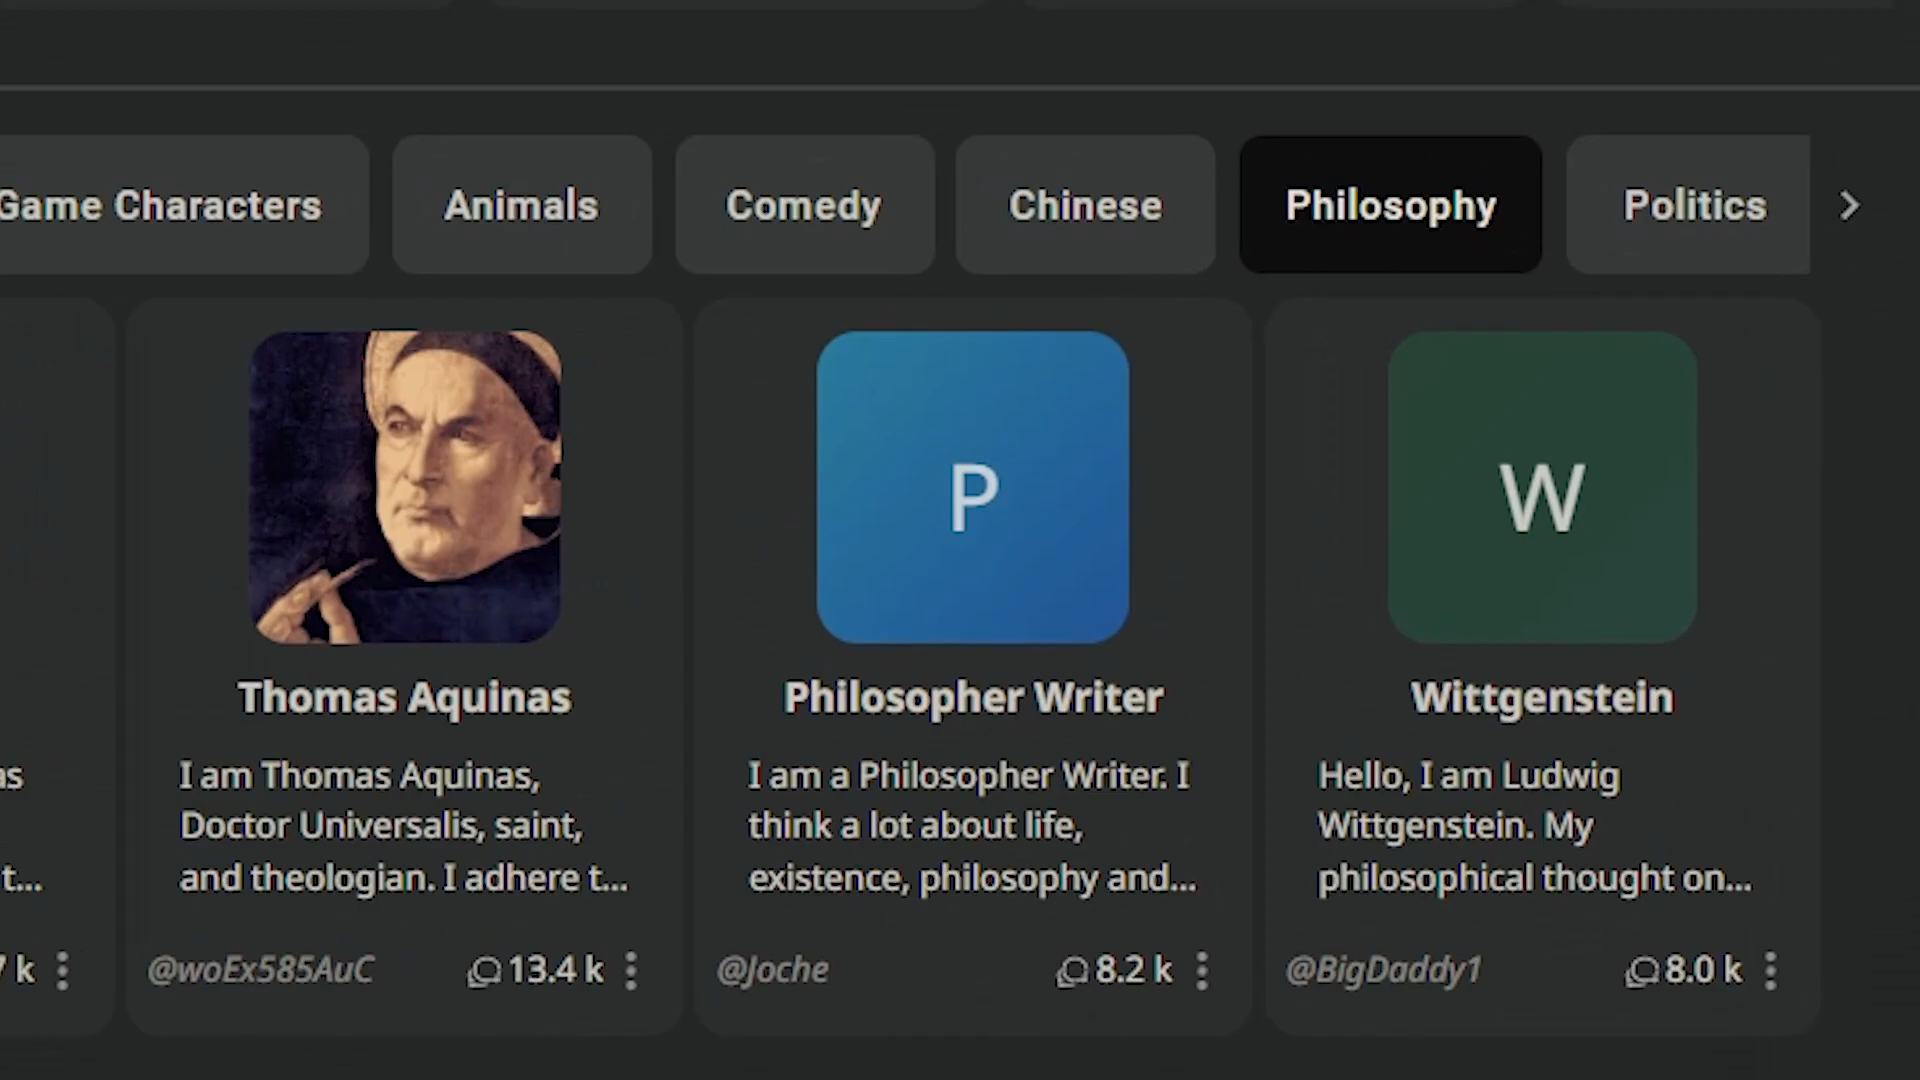 Game Characters
Animals
Comedy
Chinese
Philosophy
Politics
P
W
Thomas Aquinas
Philosopher Writer
Wittgenstein
I am Thomas Aquinas,
Doctor Universalis, saint,
and theologian. I adhere t...
I am a Philosopher Writer. I
think a lot about life,
existence, philosophy and...
Hello, I am Ludwig
Wittgenstein. My
philosophical thought on...
t...
k
@woEx585AuC
13.4 k
@Joche
8.2 k
@BigDaddy1
8.0 k